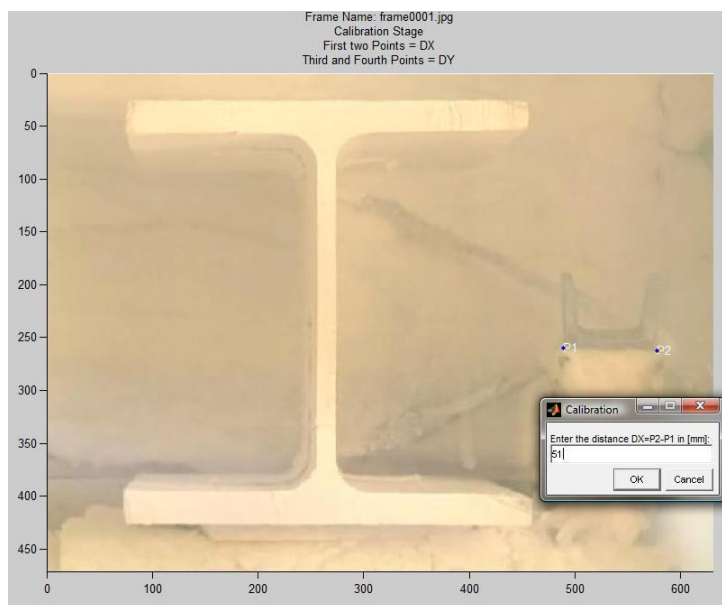 Frame Name: frame0001.jpg
Calibration Stage
First two Points = DX
Third and Fourth Points = DY
0
50
100
150
200
250
300
350
400
450
P1
P2
Calibration
Enter the distance DX=P2-P1 in [mm]:
51
OK
Cancel
0
100
200
300
400
500
600